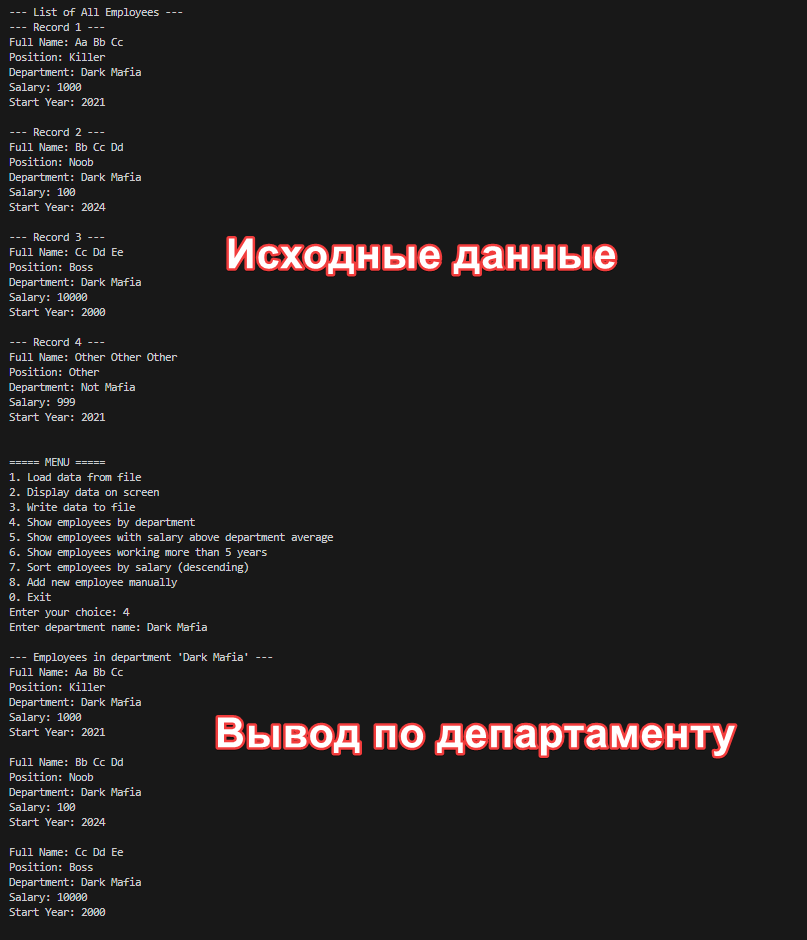 --- List of All Employees ---
--- Record 1 ---
Full Name: Aa Bb Cc
Position: Killer
Department: Dark Mafia
Salary: 1000
Start Year: 2021
--- Record 2 ---
Full Name: Bb Cc Dd
Position: Noob
Department: Dark Mafia
Salary: 100
Start Year: 2024
--- Record 3 ---
Full Name: Cc Dd Ee
Исходные данные
Position: Boss
Department: Dark Mafia
Salary: 10000
Start Year: 2000
--- Record 4 ---
Full Name: Other Other Other
Position: Other
Department: Not Mafia
Salary: 999
Start Year: 2021
===== MENU =====
1. Load data from file
2. Display data on screen
3. Write data to file
4. Show employees by department
5. Show employees with salary above department average
6. Show employees working more than 5 years
7. Sort employees by salary (descending)
8. Add new employee manually
0. Exit
Enter your choice: 4
Enter department name: Dark Mafia
--- Employees in department 'Dark Mafia' ---
Full Name: Aa Bb Cc
Position: Killer
Department: Dark Mafia
Salary: 1000
Start Year: 2021
Вывод по департаменту
Full Name: Bb Cc Dd
Position: Noob
Department: Dark Mafia
Salary: 100
Start Year: 2024
Full Name: Cc Dd Ee
Position: Boss
Department: Dark Mafia
Salary: 10000
Start Year: 2000